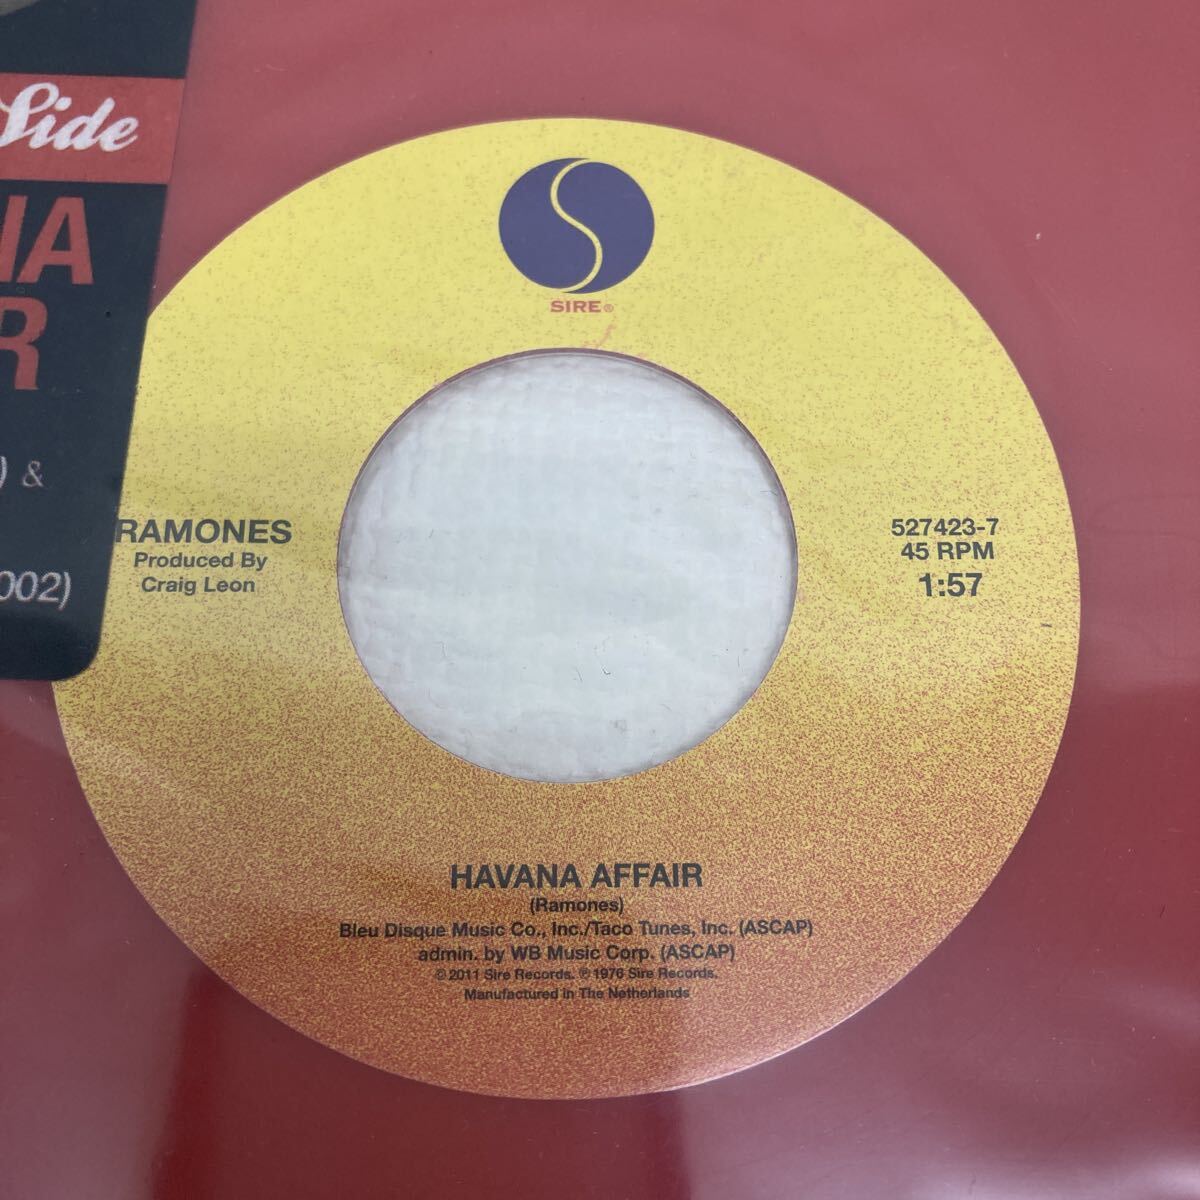 Side
NA
R
) &
002)
SIRE®
RAMONES
Produced By
Craig Leon
527423-7
45 RPM
1:57
HAVANA AFFAIR
(Ramones)
Bleu Disque Music Co., Inc./Taco Tunes, Inc. (ASCAP)
admin. by WB Music Corp. (ASCAP)
© 2011 Sire Records. ℗ 1976 Sire Records.
Manufactured in The Netherlands